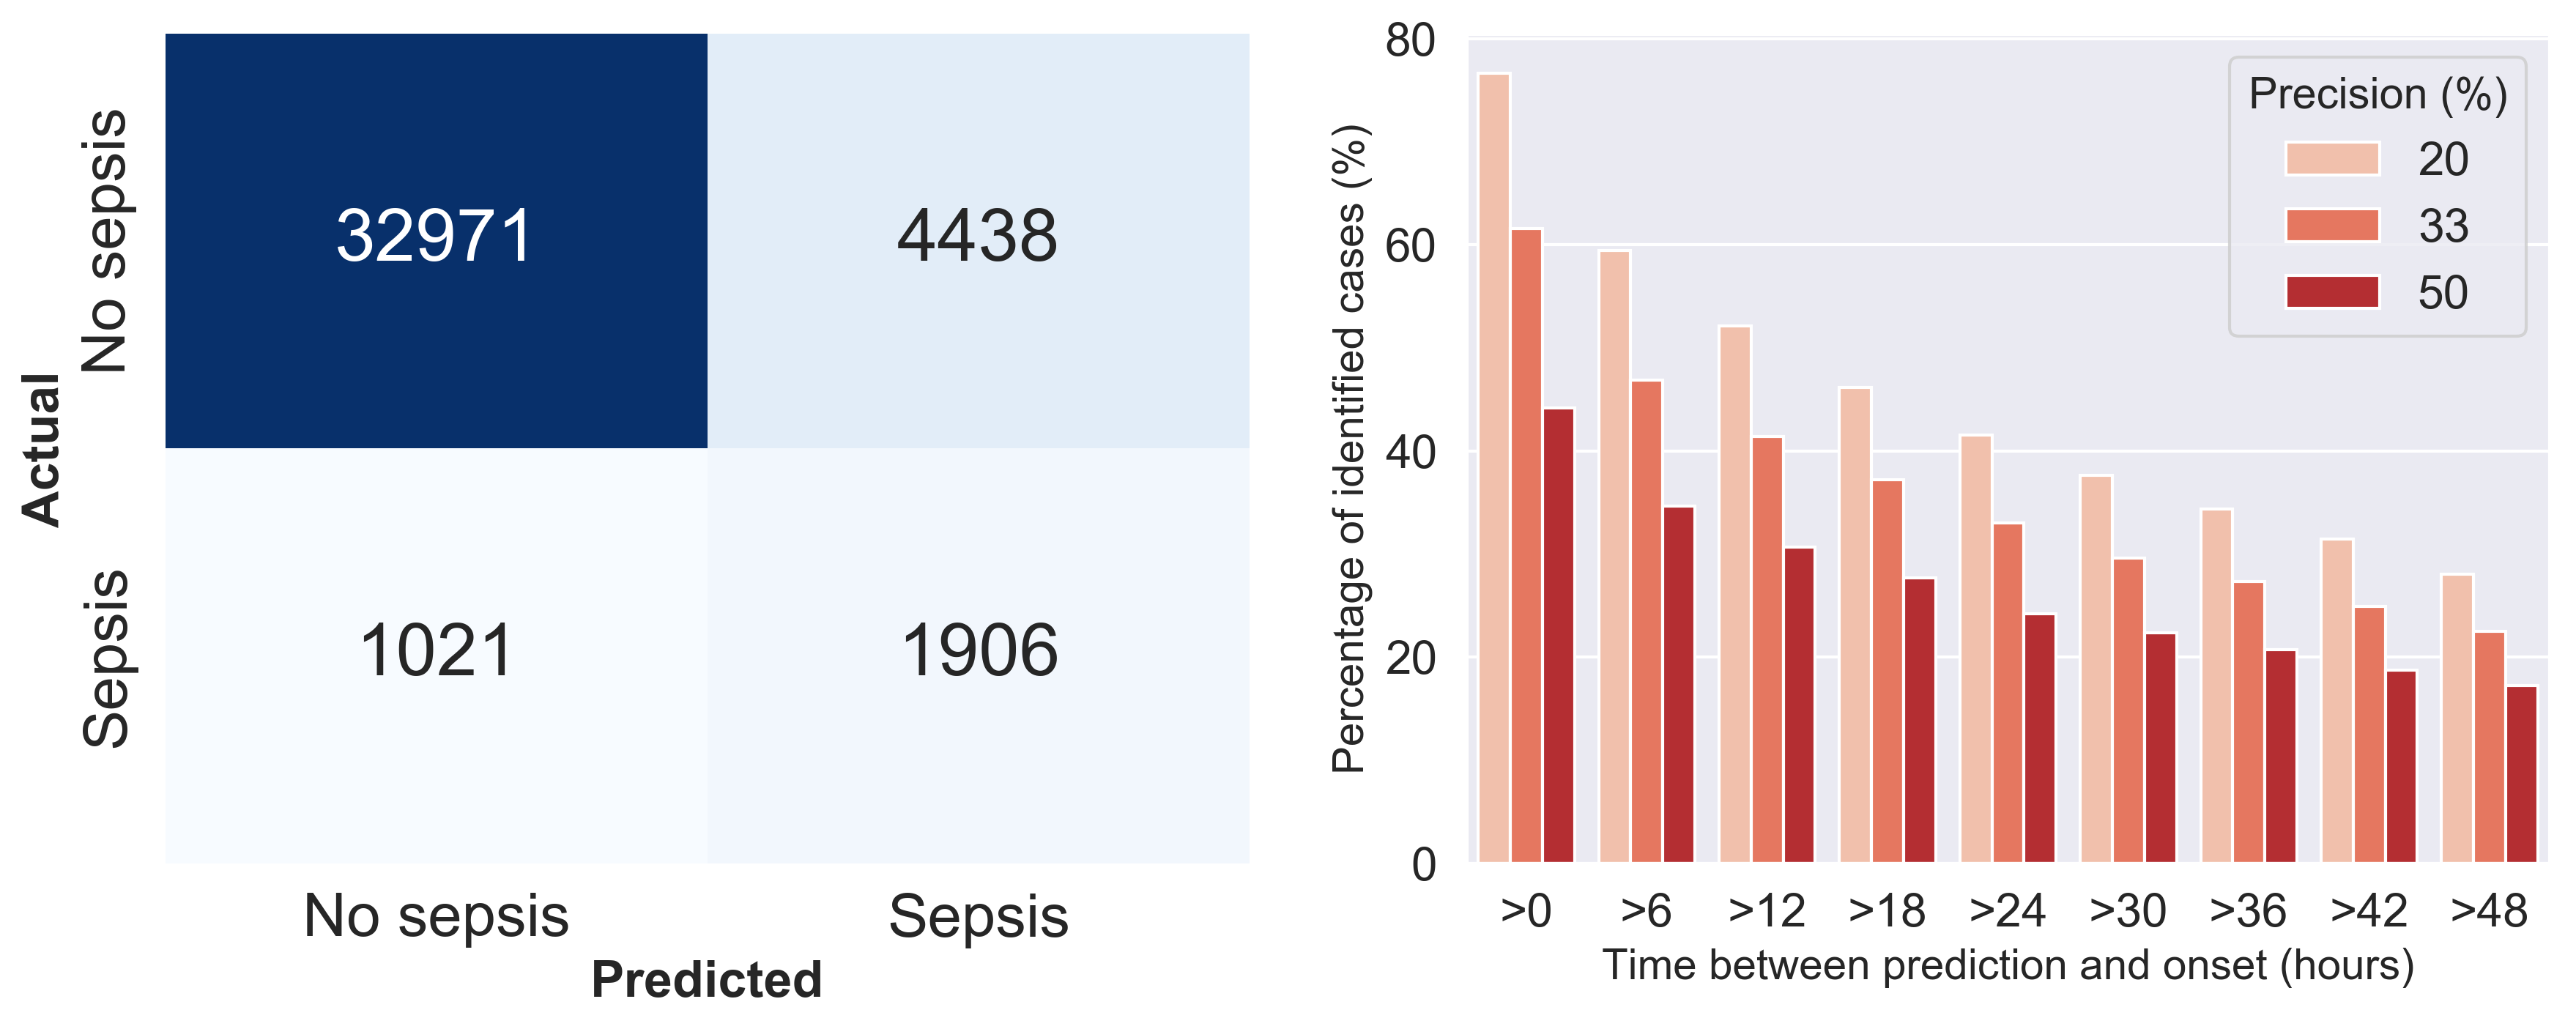 Actual
No sepsis
Sepsis
32971
4438
1021
1906
No sepsis
Sepsis
Predicted
Percentage of identified cases (%)
80
60
40
20
0
Precision (%)
20
33
50
>0
>6
>12
>18
>24
>30
>36
>42
>48
Time between prediction and onset (hours)